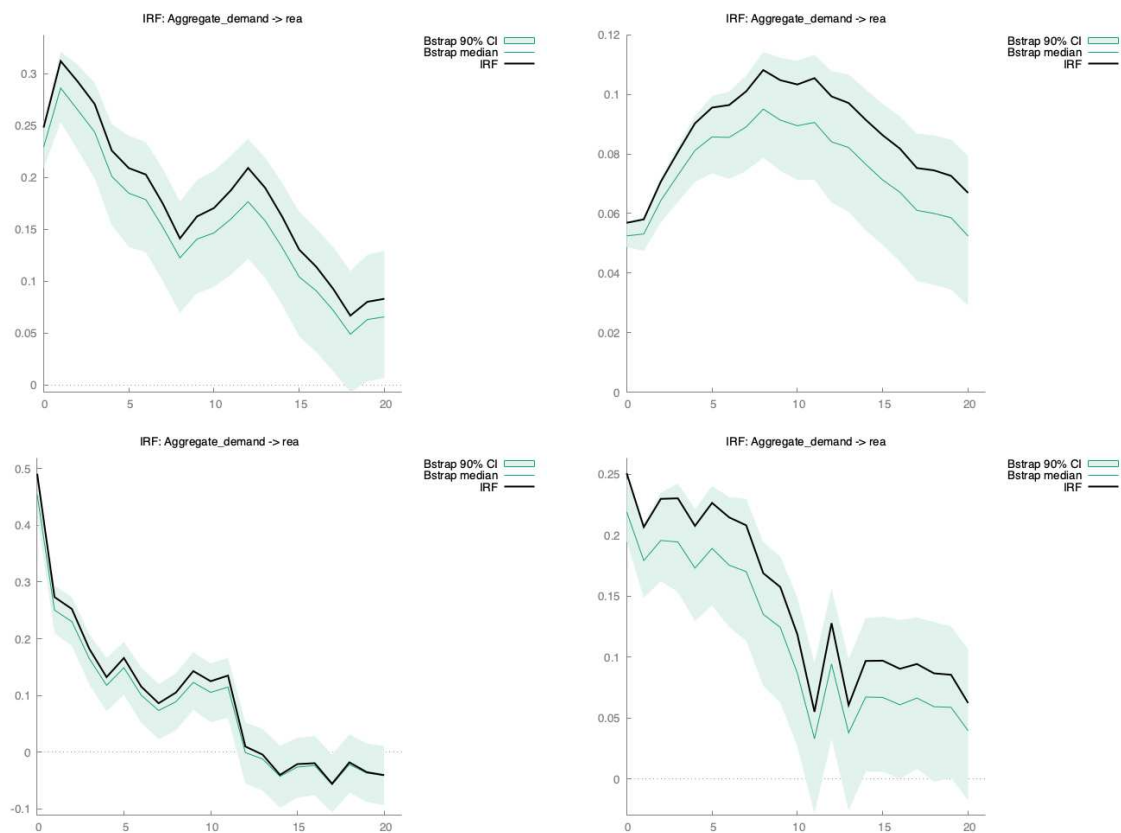 IRF: Aggregate_demand -> rea
Bstrap 90% CI
Bstrap median
IRF
0.3
0.25
0.2
0.15
0.1
0.05
0
0 5 10 15 20
IRF: Aggregate_demand -> rea
Bstrap 90% CI
Bstrap median
IRF
0.12
0.1
0.08
0.06
0.04
0.02
0
0 5 10 15 20
IRF: Aggregate_demand -> rea
Bstrap 90% CI
Bstrap median
IRF
0.5
0.4
0.3
0.2
0.1
0
-0.1
0 5 10 15 20
IRF: Aggregate_demand -> rea
Bstrap 90% CI
Bstrap median
IRF
0.25
0.2
0.15
0.1
0.05
0
0 5 10 15 20